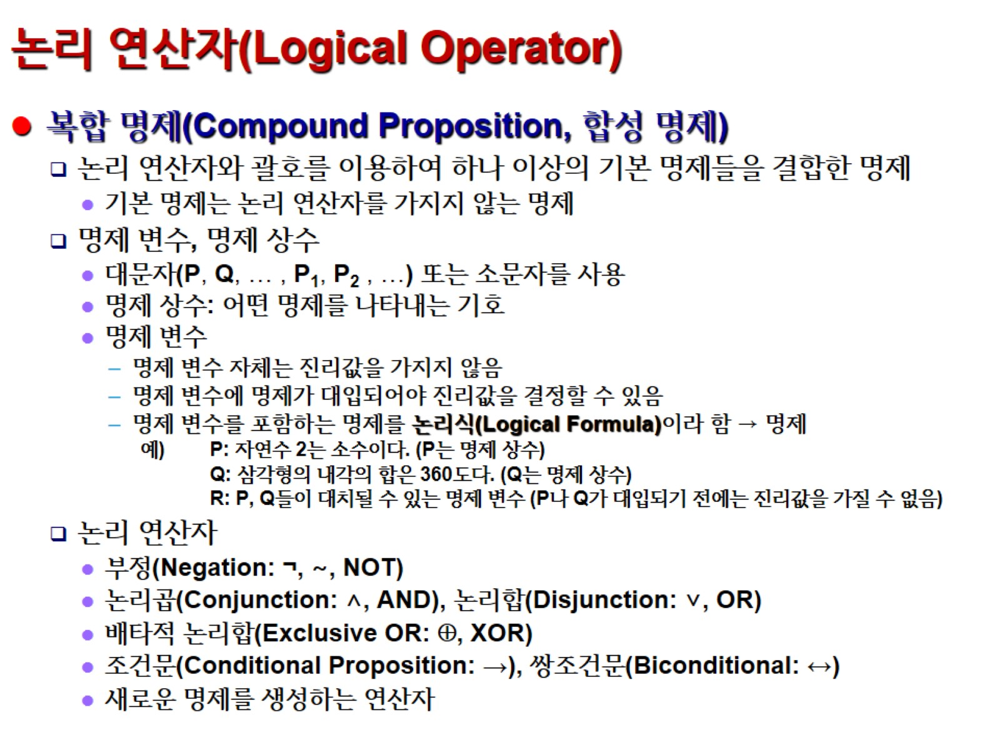 논리 연산자(Logical Operator)
● 복합 명제(Compound Proposition, 합성 명제)
❑ 논리 연산자와 괄호를 이용하여 하나 이상의 기본 명제들을 결합한 명제
● 기본 명제는 논리 연산자를 가지지 않는 명제
❑ 명제 변수, 명제 상수
● 대문자(P, Q, … , P₁, P₂ , …) 또는 소문자를 사용
● 명제 상수: 어떤 명제를 나타내는 기호
● 명제 변수
– 명제 변수 자체는 진리값을 가지지 않음
– 명제 변수에 명제가 대입되어야 진리값을 결정할 수 있음
– 명제 변수를 포함하는 명제를 논리식(Logical Formula)이라 함 → 명제
예) P: 자연수 2는 소수이다. (P는 명제 상수)
Q: 삼각형의 내각의 합은 360도다. (Q는 명제 상수)
R: P, Q들이 대치될 수 있는 명제 변수 (P나 Q가 대입되기 전에는 진리값을 가질 수 없음)
❑ 논리 연산자
● 부정(Negation: ¬, ~, NOT)
● 논리곱(Conjunction: ∧, AND), 논리합(Disjunction: ∨, OR)
● 배타적 논리합(Exclusive OR: ⊕, XOR)
● 조건문(Conditional Proposition: →), 쌍조건문(Biconditional: ↔)
● 새로운 명제를 생성하는 연산자